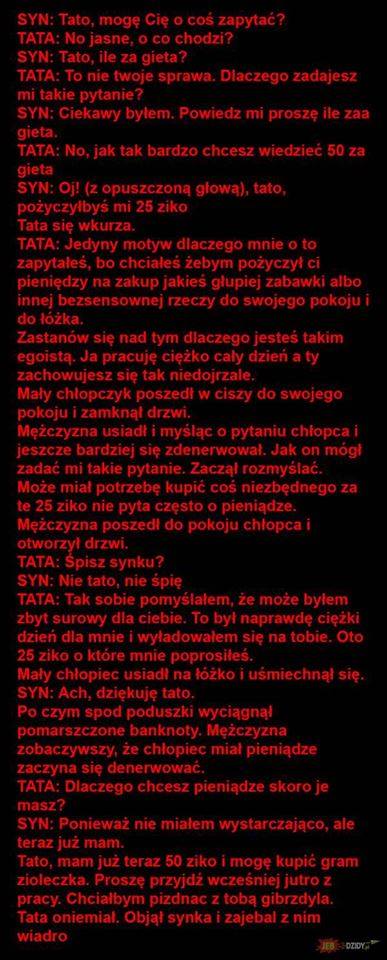 SYN: Tato, mogę Cię o coś zapytać?
TATA: No jasne, o co chodzi?
SYN: Tato, ile za gieta?
TATA: To nie twoje sprawa. Dlaczego zadajesz
mi takie pytanie?
SYN: Ciekawy byłem. Powiedz mi proszę ile zaa
gieta.
TATA: No, jak tak bardzo chcesz wiedzieć 50 za
gieta
SYN: Oj! (z opuszczoną głową), tato,
pożyczyłbyś mi 25 ziko
Tata się wkurza.
TATA: Jedyny motyw dlaczego mnie o to
zapytałeś, bo chciałeś żebym pożyczył ci
pieniędzy na zakup jakieś głupiej zabawki albo
innej bezsensownej rzeczy do swojego pokoju i
do łóżka.
Zastanów się nad tym dlaczego jesteś takim
egoistą. Ja pracuję ciężko cały dzień a ty
zachowujesz się tak niedojrzale.
Mały chłopczyk poszedł w ciszy do swojego
pokoju i zamknął drzwi.
Mężczyzna usiadł i myśląc o pytaniu chłopca i
jeszcze bardziej się zdenerwował. Jak on mógł
zadać mi takie pytanie. Zaczął rozmyślać.
Może miał potrzebę kupić coś niezbędnego za
te 25 ziko nie pyta często o pieniądze.
Mężczyzna poszedł do pokoju chłopca i
otworzył drzwi.
TATA: Śpisz synku?
SYN: Nie tato, nie śpię
TATA: Tak sobie pomyślałem, że może byłem
zbyt surowy dla ciebie. To był naprawdę ciężki
dzień dla mnie i wyładowałem się na tobie. Oto
25 ziko o które mnie poprosiłeś.
Mały chłopiec usiadł na łóżko i uśmiechnął się.
SYN: Ach, dziękuję tato.
Po czym spod poduszki wyciągnął
pomarszczone banknoty. Mężczyzna
zobaczywszy, że chłopiec miał pieniądze
zaczyna się denerwować.
TATA: Dlaczego chcesz pieniądze skoro je
masz?
SYN: Ponieważ nie miałem wystarczająco, ale
teraz już mam.
Tato, mam już teraz 50 ziko i mogę kupić gram
zioleczka. Proszę przyjdź wcześniej jutro z
pracy. Chciałbym pizdnac z tobą gibrzdyla.
Tata oniemiał. Objął synka i zajebal z nim
wiadro
JEB Z DZIDY.pl